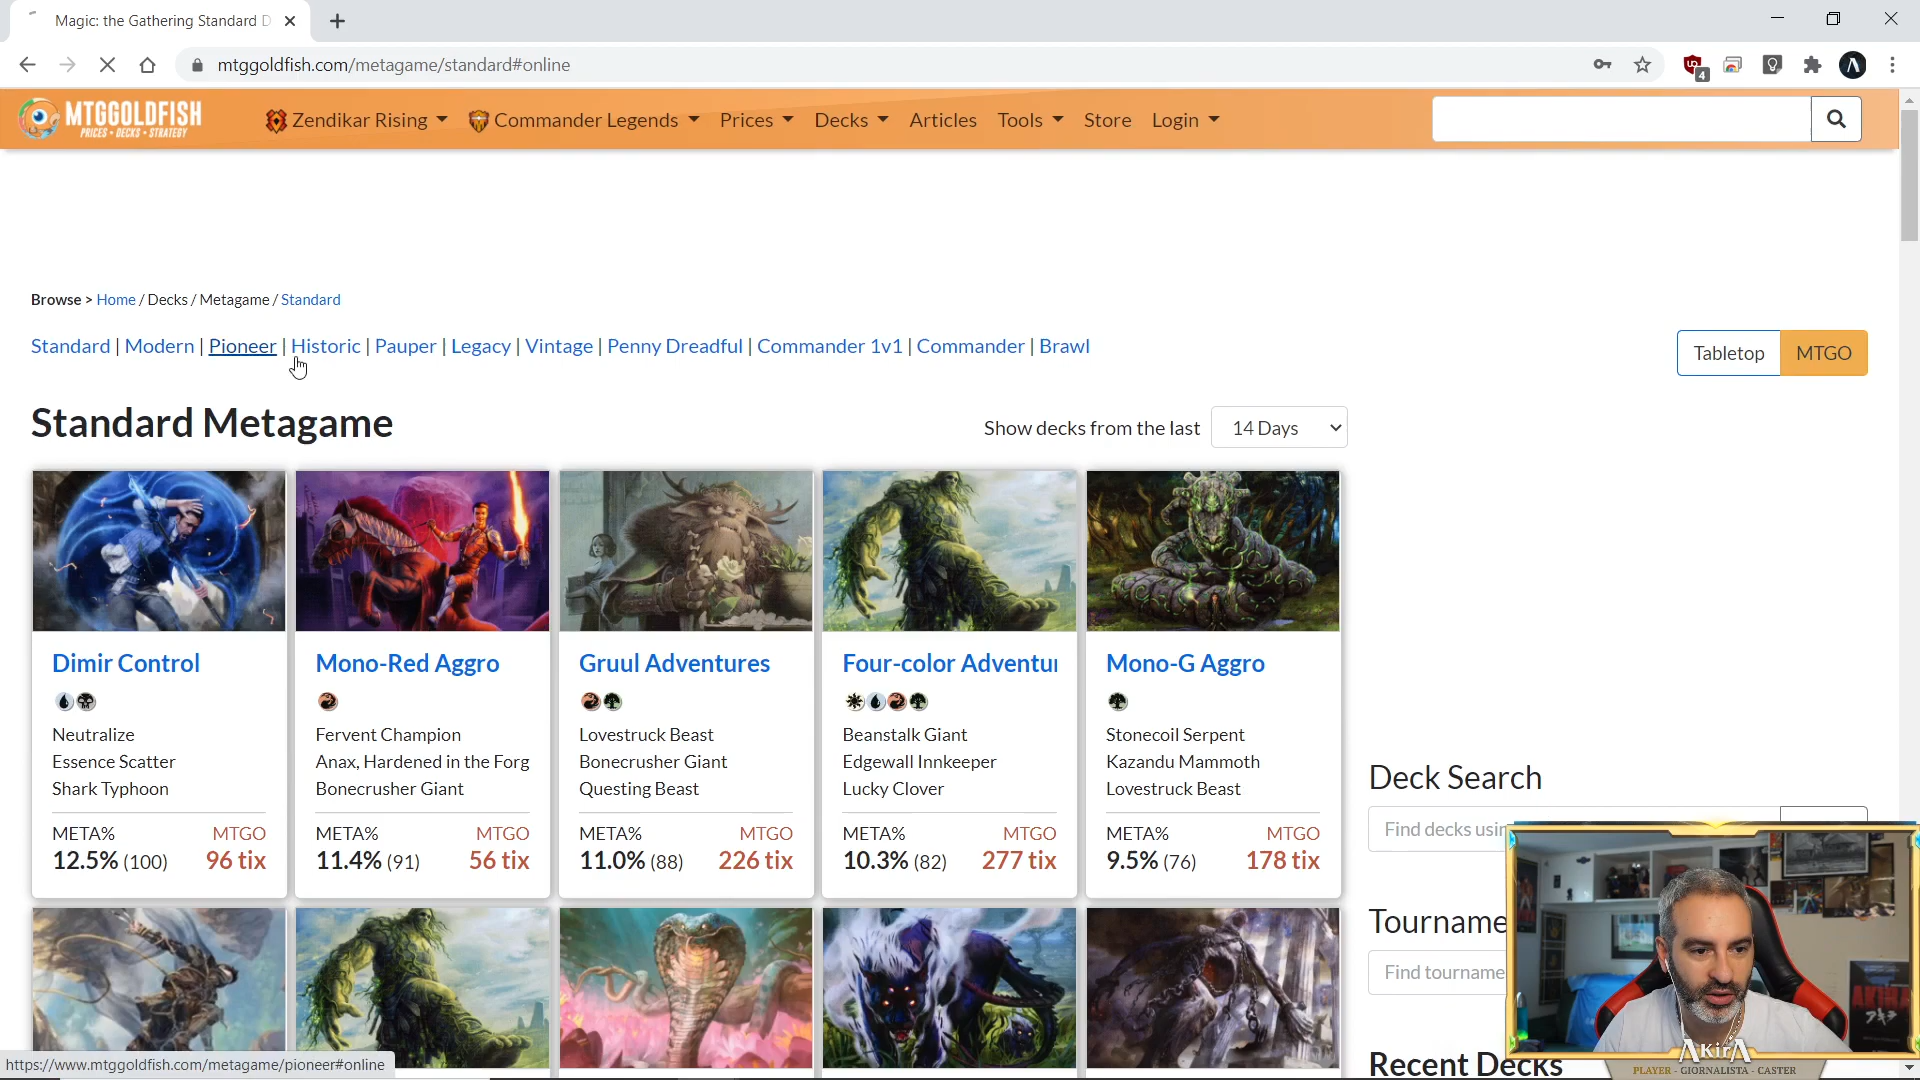 Magic: the Gathering Standard D
mtggoldfish.com/metagame/standard#online
4
MTGGOLDFISH
PRICES • DECKS • STRATEGY
Zendikar Rising
Commander Legends
Prices
Decks
Articles
Tools
Store
Login
Browse > Home / Decks / Metagame / Standard
Standard | Modern | Pioneer | Historic | Pauper | Legacy | Vintage | Penny Dreadful | Commander 1v1 | Commander | Brawl
Tabletop
MTGO
Standard Metagame
Show decks from the last
14 Days
Dimir Control
Neutralize
Essence Scatter
Shark Typhoon
META% MTGO
12.5% (100) 96 tix
Mono-Red Aggro
Fervent Champion
Anax, Hardened in the Forg
Bonecrusher Giant
META% MTGO
11.4% (91) 56 tix
Gruul Adventures
Lovestruck Beast
Bonecrusher Giant
Questing Beast
META% MTGO
11.0% (88) 226 tix
Four-color Adventur
Beanstalk Giant
Edgewall Innkeeper
Lucky Clover
META% MTGO
10.3% (82) 277 tix
Mono-G Aggro
Stonecoil Serpent
Kazandu Mammoth
Lovestruck Beast
META% MTGO
9.5% (76) 178 tix
Deck Search
Find decks usin
Tourname
Find tourname
Recent Decks
AKIRA
AKirA
PLAYER - GIORNALISTA - CASTER
https://www.mtggoldfish.com/metagame/pioneer#online